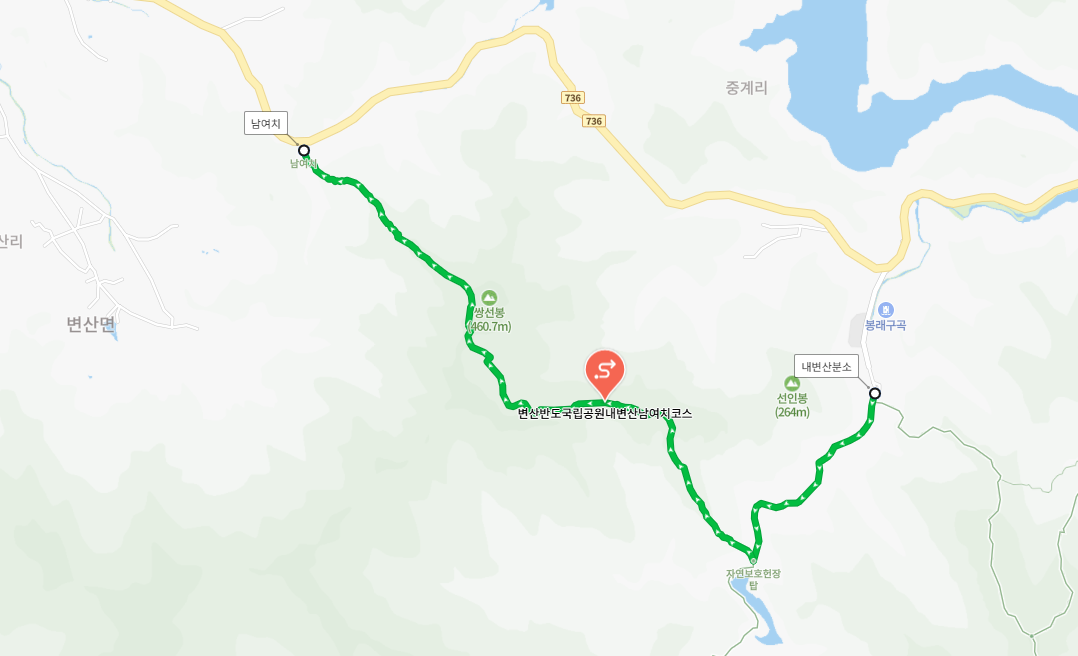 중계리
736
736
남여치
남여치
산리
쌍선봉
(460.7m)
봉래구곡
변산면
내변산분소
선인봉
(264m)
변산반도국립공원내변산남여치코스
자연보호헌장
탑